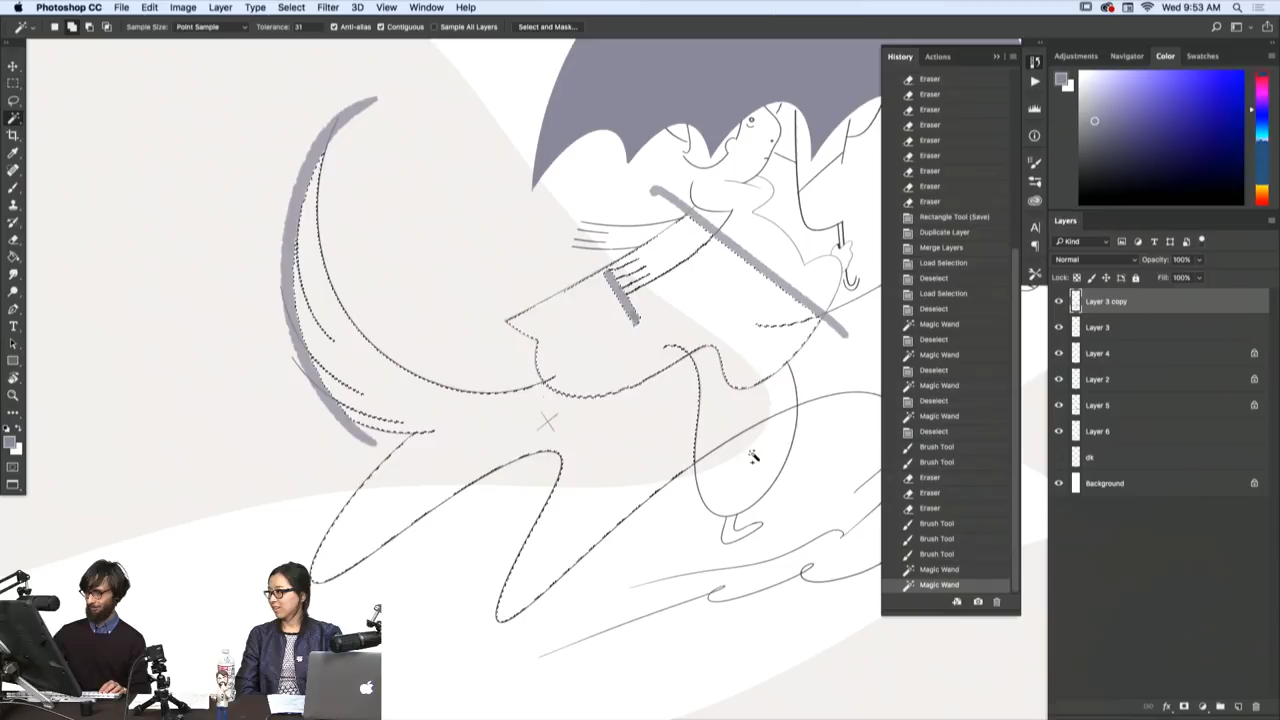 Photoshop CC File Edit Image Layer Type Select Filter 3D View Window Help Wed 9:53 AM
Sample Size: Point Sample Tolerance: 31 Anti-alias Contiguous Sample All Layers Select and Mask...
History Actions
Adjustments Navigator Color Swatches
Eraser
Eraser
Eraser
Eraser
Eraser
Eraser
Eraser
Eraser
Eraser
Rectangle Tool (Save)
Duplicate Layer
Merge Layers
Load Selection
Deselect
Load Selection
Deselect
Magic Wand
Deselect
Magic Wand
Deselect
Magic Wand
Deselect
Magic Wand
Deselect
Brush Tool
Brush Tool
Eraser
Eraser
Eraser
Brush Tool
Brush Tool
Brush Tool
Magic Wand
Magic Wand
Layers
Kind
Normal Opacity: 100%
Lock: Fill: 100%
Layer 3 copy
Layer 3
Layer 4
Layer 2
Layer 5
Layer 6
dk
Background